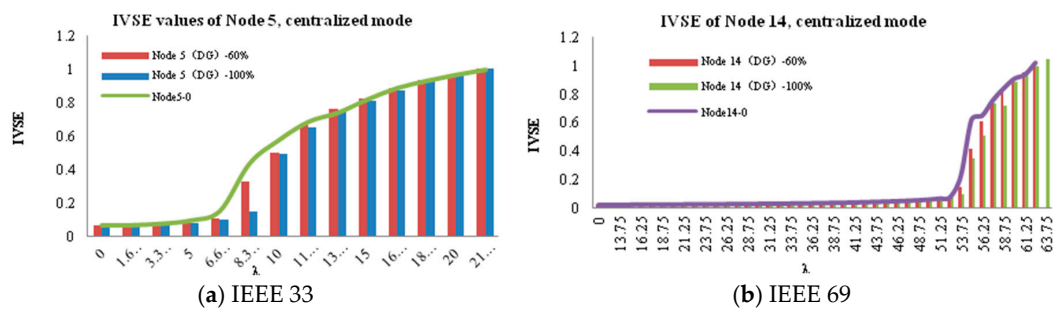 IVSE values of Node 5, centralized mode
1.2
1
0.8
0.6
0.4
0.2
0
IVSE
Node 5（DG）-60%
Node 5（DG）-100%
Node5-0
0 1.6.. 3.3.. 5 6.6.. 8.3.. 10 11... 13... 15 16... 18... 20 21...
λ
(a) IEEE 33
IVSE of Node 14, centralized mode
1.2
1
0.8
0.6
0.4
0.2
0
IVSE
Node 14（DG）-60%
Node 14（DG）-100%
Node14-0
0 13.75 16.25 18.75 21.25 23.75 26.25 28.75 31.25 33.75 36.25 38.75 41.25 43.75 46.25 48.75 51.25 53.75 56.25 58.75 61.25 63.75
λ
(b) IEEE 69